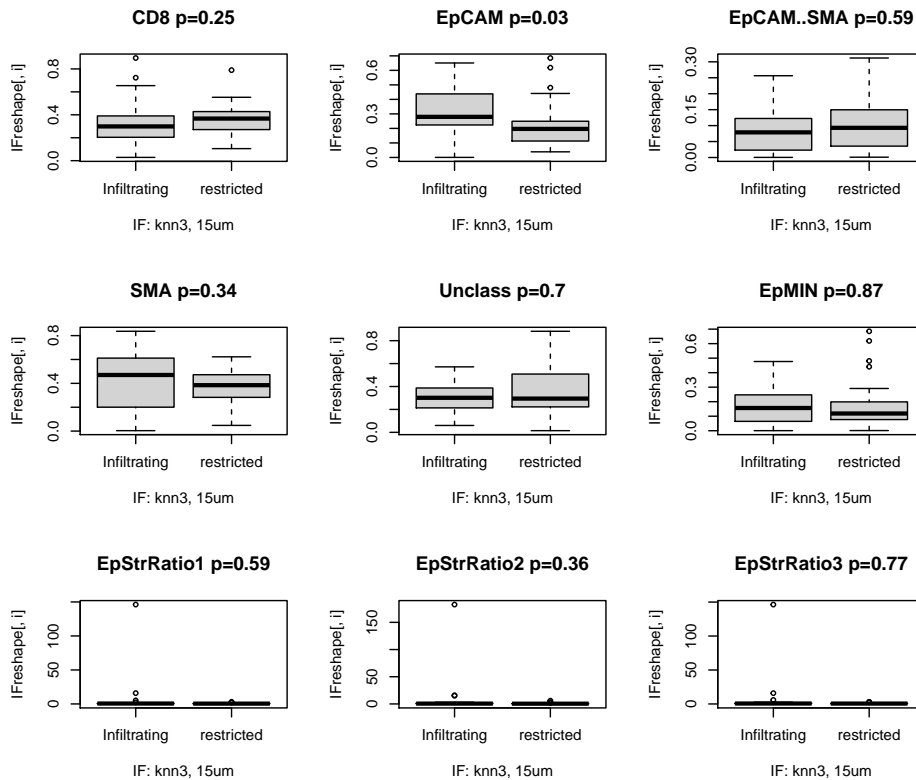 CD8 p=0.25
IFreshape[, i]
0.0 0.4 0.8
Infiltrating restricted
IF: knn3, 15um
EpCAM p=0.03
IFreshape[, i]
0.0 0.3 0.6
Infiltrating restricted
IF: knn3, 15um
EpCAM..SMA p=0.59
IFreshape[, i]
0.00 0.15 0.30
Infiltrating restricted
IF: knn3, 15um
SMA p=0.34
IFreshape[, i]
0.0 0.4 0.8
Infiltrating restricted
IF: knn3, 15um
Unclass p=0.7
IFreshape[, i]
0.0 0.4 0.8
Infiltrating restricted
IF: knn3, 15um
EpMIN p=0.87
IFreshape[, i]
0.0 0.3 0.6
Infiltrating restricted
IF: knn3, 15um
EpStrRatio1 p=0.59
IFreshape[, i]
0 50 100
Infiltrating restricted
IF: knn3, 15um
EpStrRatio2 p=0.36
IFreshape[, i]
0 50 150
Infiltrating restricted
IF: knn3, 15um
EpStrRatio3 p=0.77
IFreshape[, i]
0 50 100
Infiltrating restricted
IF: knn3, 15um